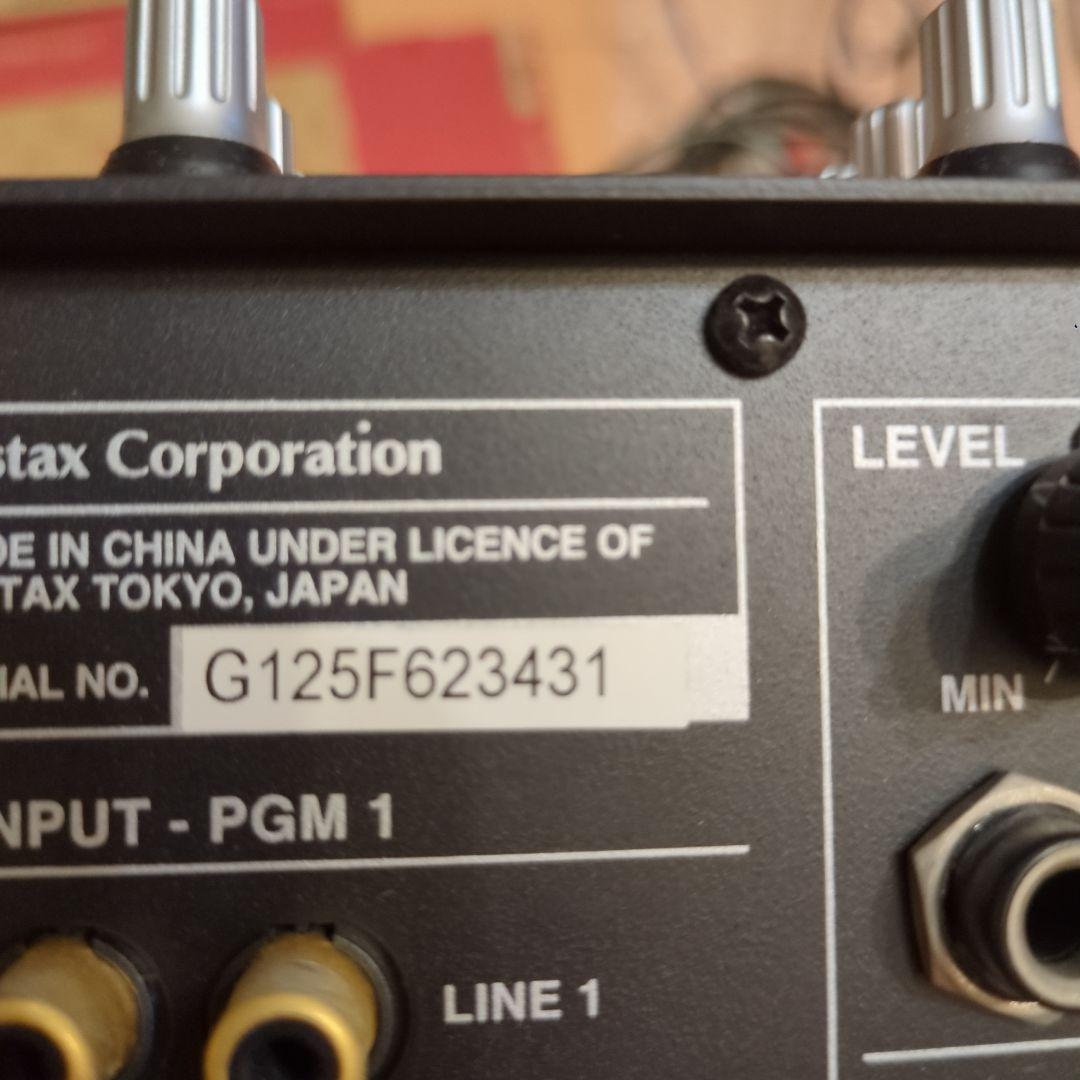 stax Corporation
DE IN CHINA UNDER LICENCE OF
TAX TOKYO, JAPAN
IAL NO. G125F623431
NPUT - PGM 1
LINE 1
LEVEL
MIN